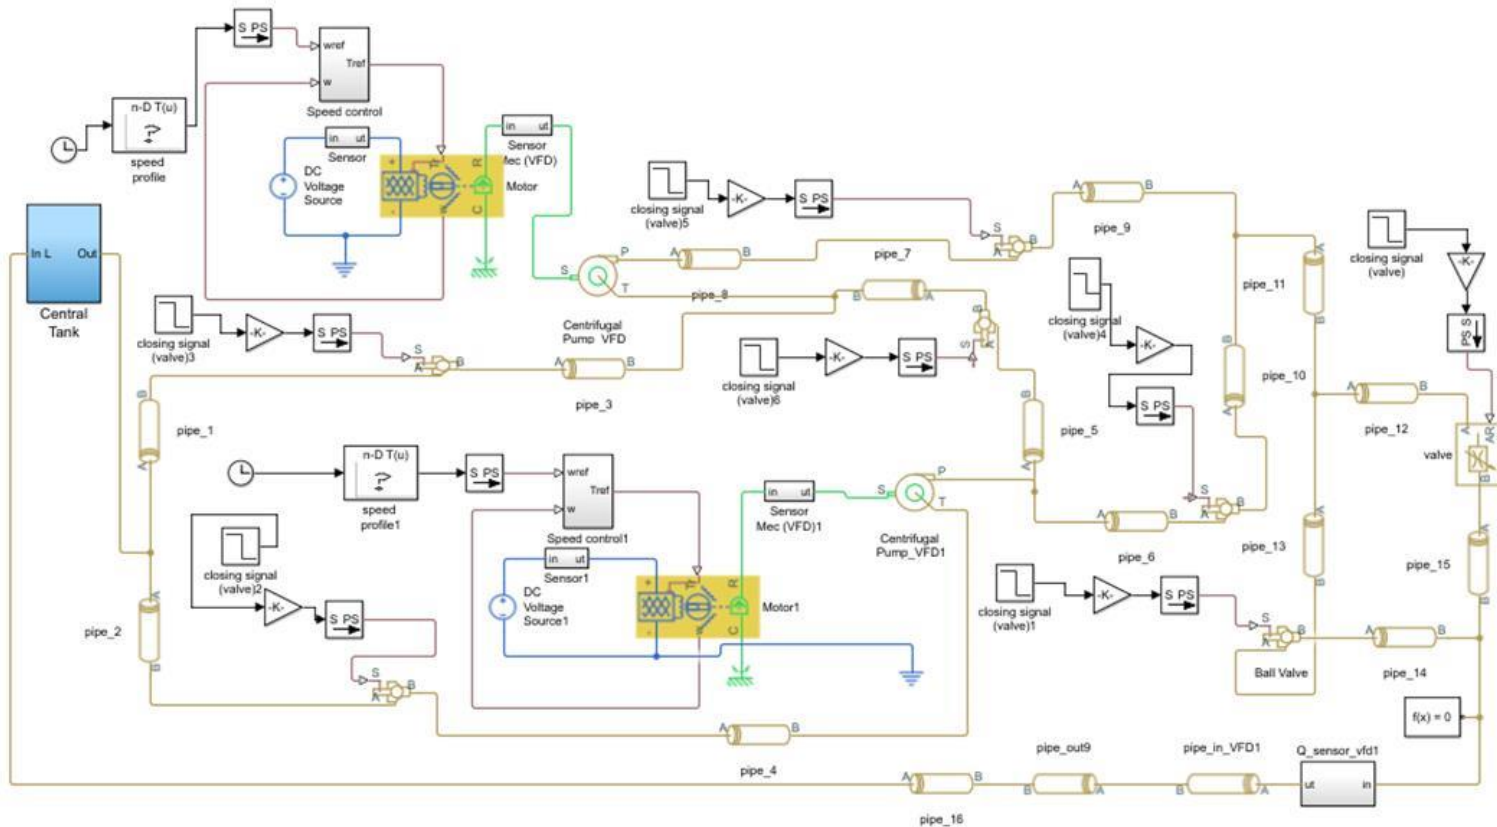 S PS
wref
Tref
w
Speed control
n-D T(u)
speed
profile
in ut
Sensor
DC
Voltage
Source
+
Tr
R
-
w
C
Motor
in ut
Sensor
Mec (VFD)
In L Out
Central
Tank
closing signal
(valve)3
-K-
S PS
S
A
B
A
B
pipe_3
B
A
pipe_1
S
P
T
Centrifugal
Pump_VFD
closing signal
(valve)5
-K-
S PS
A
B
pipe_7
S
A
B
A
B
pipe_9
pipe_8
B
A
closing signal
(valve)6
-K-
S PS
S
B
A
B
A
pipe_5
closing signal
(valve)4
-K-
S PS
S
A
B
A
B
pipe_11
B
A
pipe_10
closing signal
(valve)
-K-
S PS
A
B
pipe_12
A
AR
B
valve
A
B
pipe_15
n-D T(u)
speed
profile1
S PS
wref
Tref
w
Speed control1
in ut
Sensor1
DC
Voltage
Source1
+
Tr
R
-
w
C
Motor1
in ut
Sensor
Mec (VFD)1
S
P
T
Centrifugal
Pump_VFD1
A
B
pipe_6
A
B
pipe_13
closing signal
(valve)2
-K-
S PS
S
A
B
A
B
pipe_2
closing signal
(valve)1
-K-
S PS
S
A
B
Ball Valve
A
B
pipe_14
f(x) = 0
A
B
pipe_4
A
B
pipe_16
pipe_out9
B
A
pipe_in_VFD1
B
A
Q_sensor_vfd1
ut in